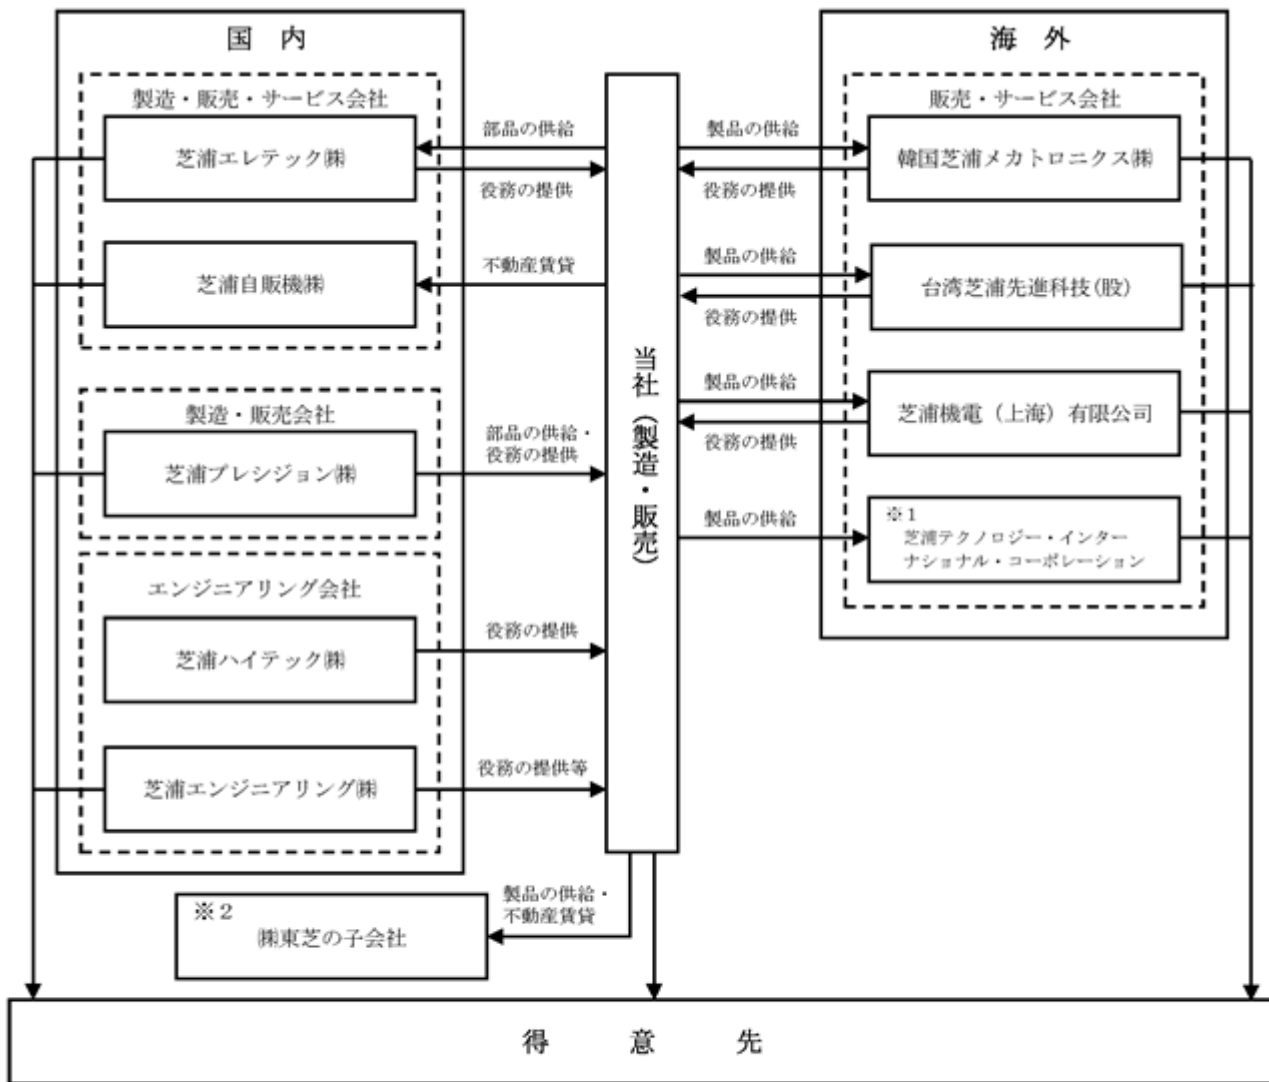 国 内
製造・販売・サービス会社
芝浦エレテック㈱
芝浦自販機㈱
製造・販売会社
芝浦プレシジョン㈱
エンジニアリング会社
芝浦ハイテック㈱
芝浦エンジニアリング㈱
部品の供給
役務の提供
不動産賃貸
部品の供給・
役務の提供
役務の提供
役務の提供等
当社(製造・販売)
製品の供給
役務の提供
製品の供給
役務の提供
製品の供給
役務の提供
製品の供給
海 外
販売・サービス会社
韓国芝浦メカトロニクス㈱
台湾芝浦先進科技(股)
芝浦機電（上海）有限公司
※1
芝浦テクノロジー・インター
ナショナル・コーポレーション
※2
㈱東芝の子会社
製品の供給・
不動産賃貸
得 意 先